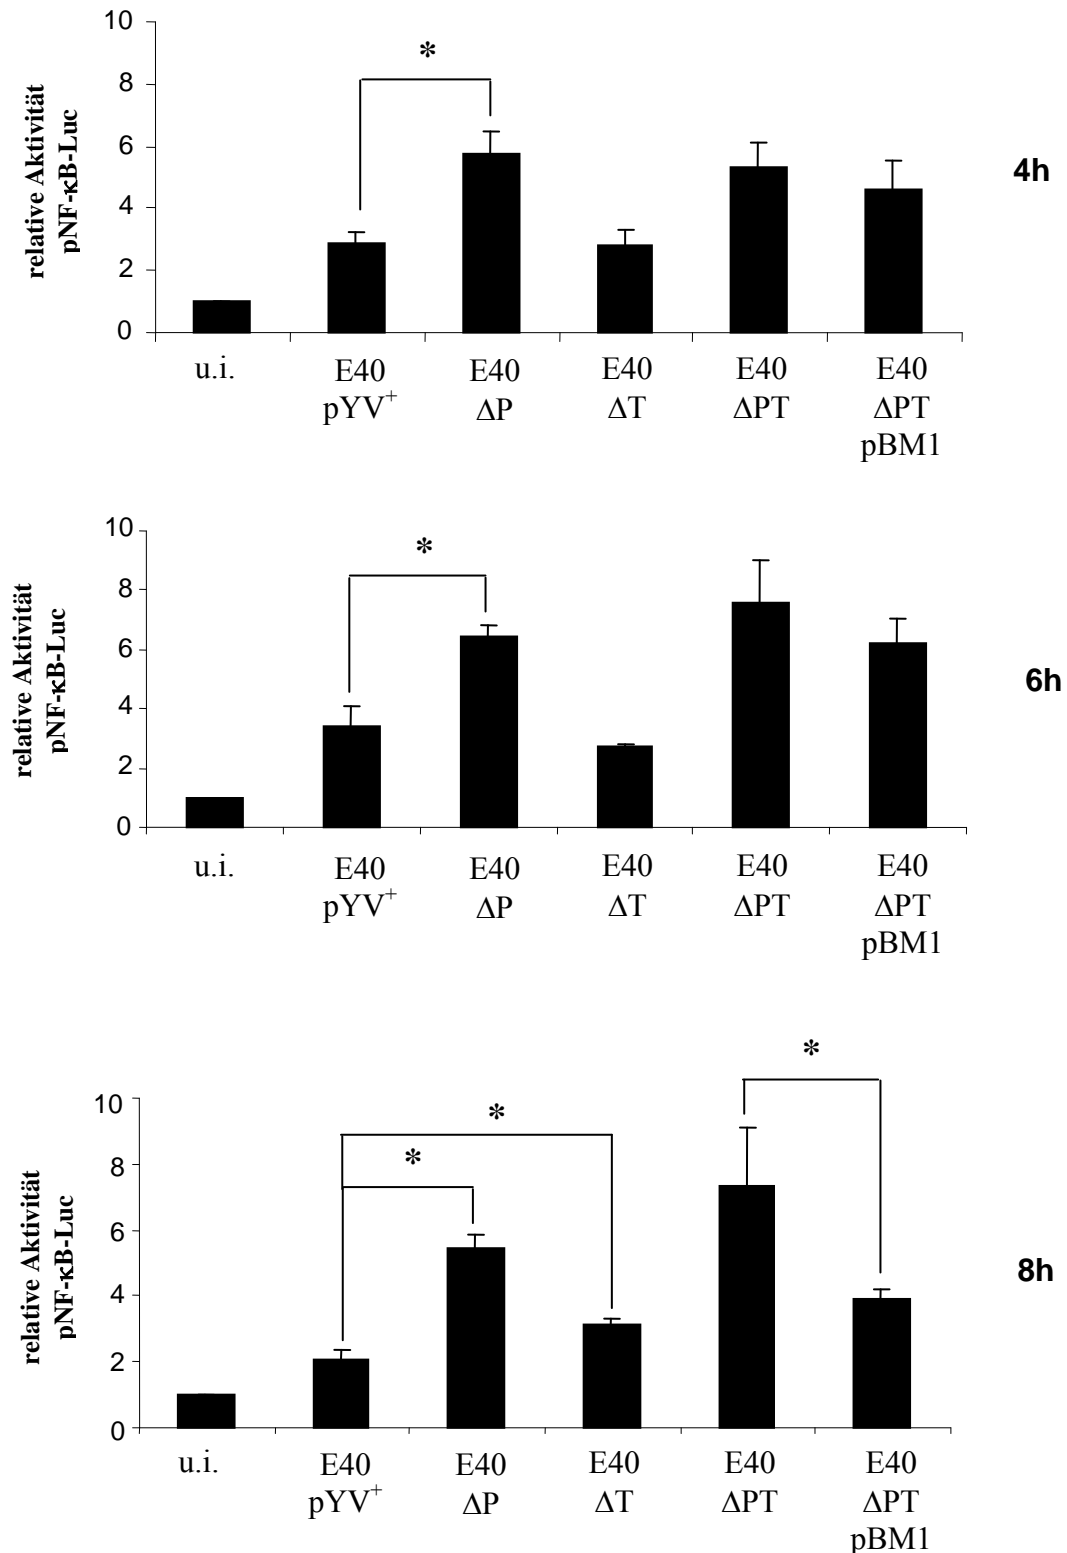 10
8
6
4
2
0
relative Aktivität
pNF-κB-Luc
*
4h
u.i.
E40
pYV⁺
E40
ΔP
E40
ΔT
E40
ΔPT
E40
ΔPT
pBM1
10
8
6
4
2
0
relative Aktivität
pNF-κB-Luc
*
6h
u.i.
E40
pYV⁺
E40
ΔP
E40
ΔT
E40
ΔPT
E40
ΔPT
pBM1
10
8
6
4
2
0
relative Aktivität
pNF-κB-Luc
*
*
*
8h
u.i.
E40
pYV⁺
E40
ΔP
E40
ΔT
E40
ΔPT
E40
ΔPT
pBM1